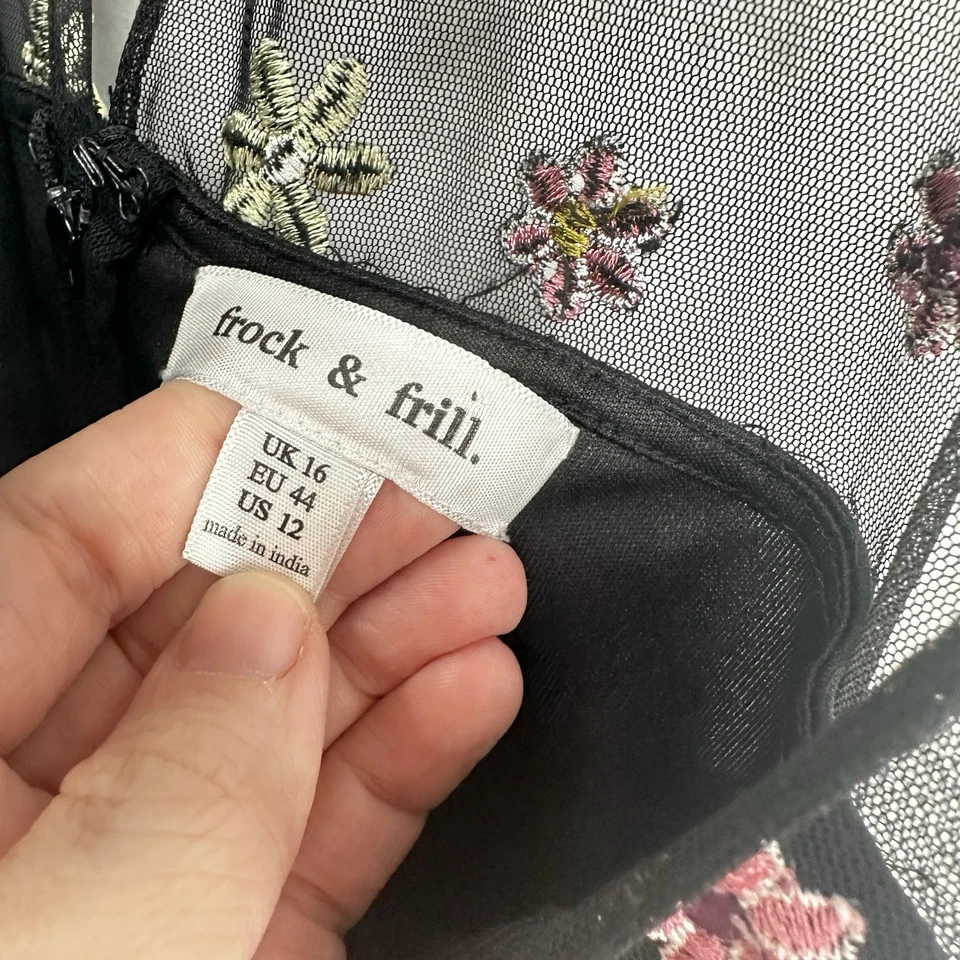 frock & frill.
UK 16
EU 44
US 12
made in india